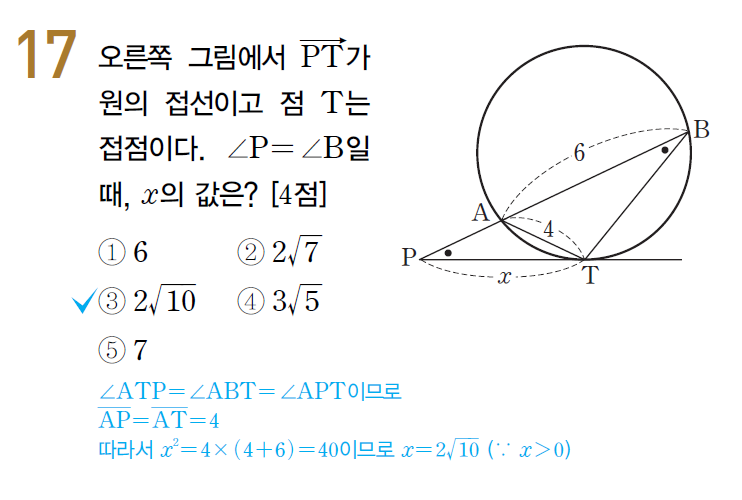 17
오른쪽 그림에서 PT가
원의 접선이고 점 T는
접점이다. ∠P=∠B일
때, x의 값은? [4점]
① 6 ② 2√7
③ 2√10 ④ 3√5
⑤ 7
∠ATP=∠ABT=∠APT이므로
AP=AT=4
따라서 x²=4×(4+6)=40이므로 x=2√10 (∵ x>0)
B
6
A
4
P
x
T